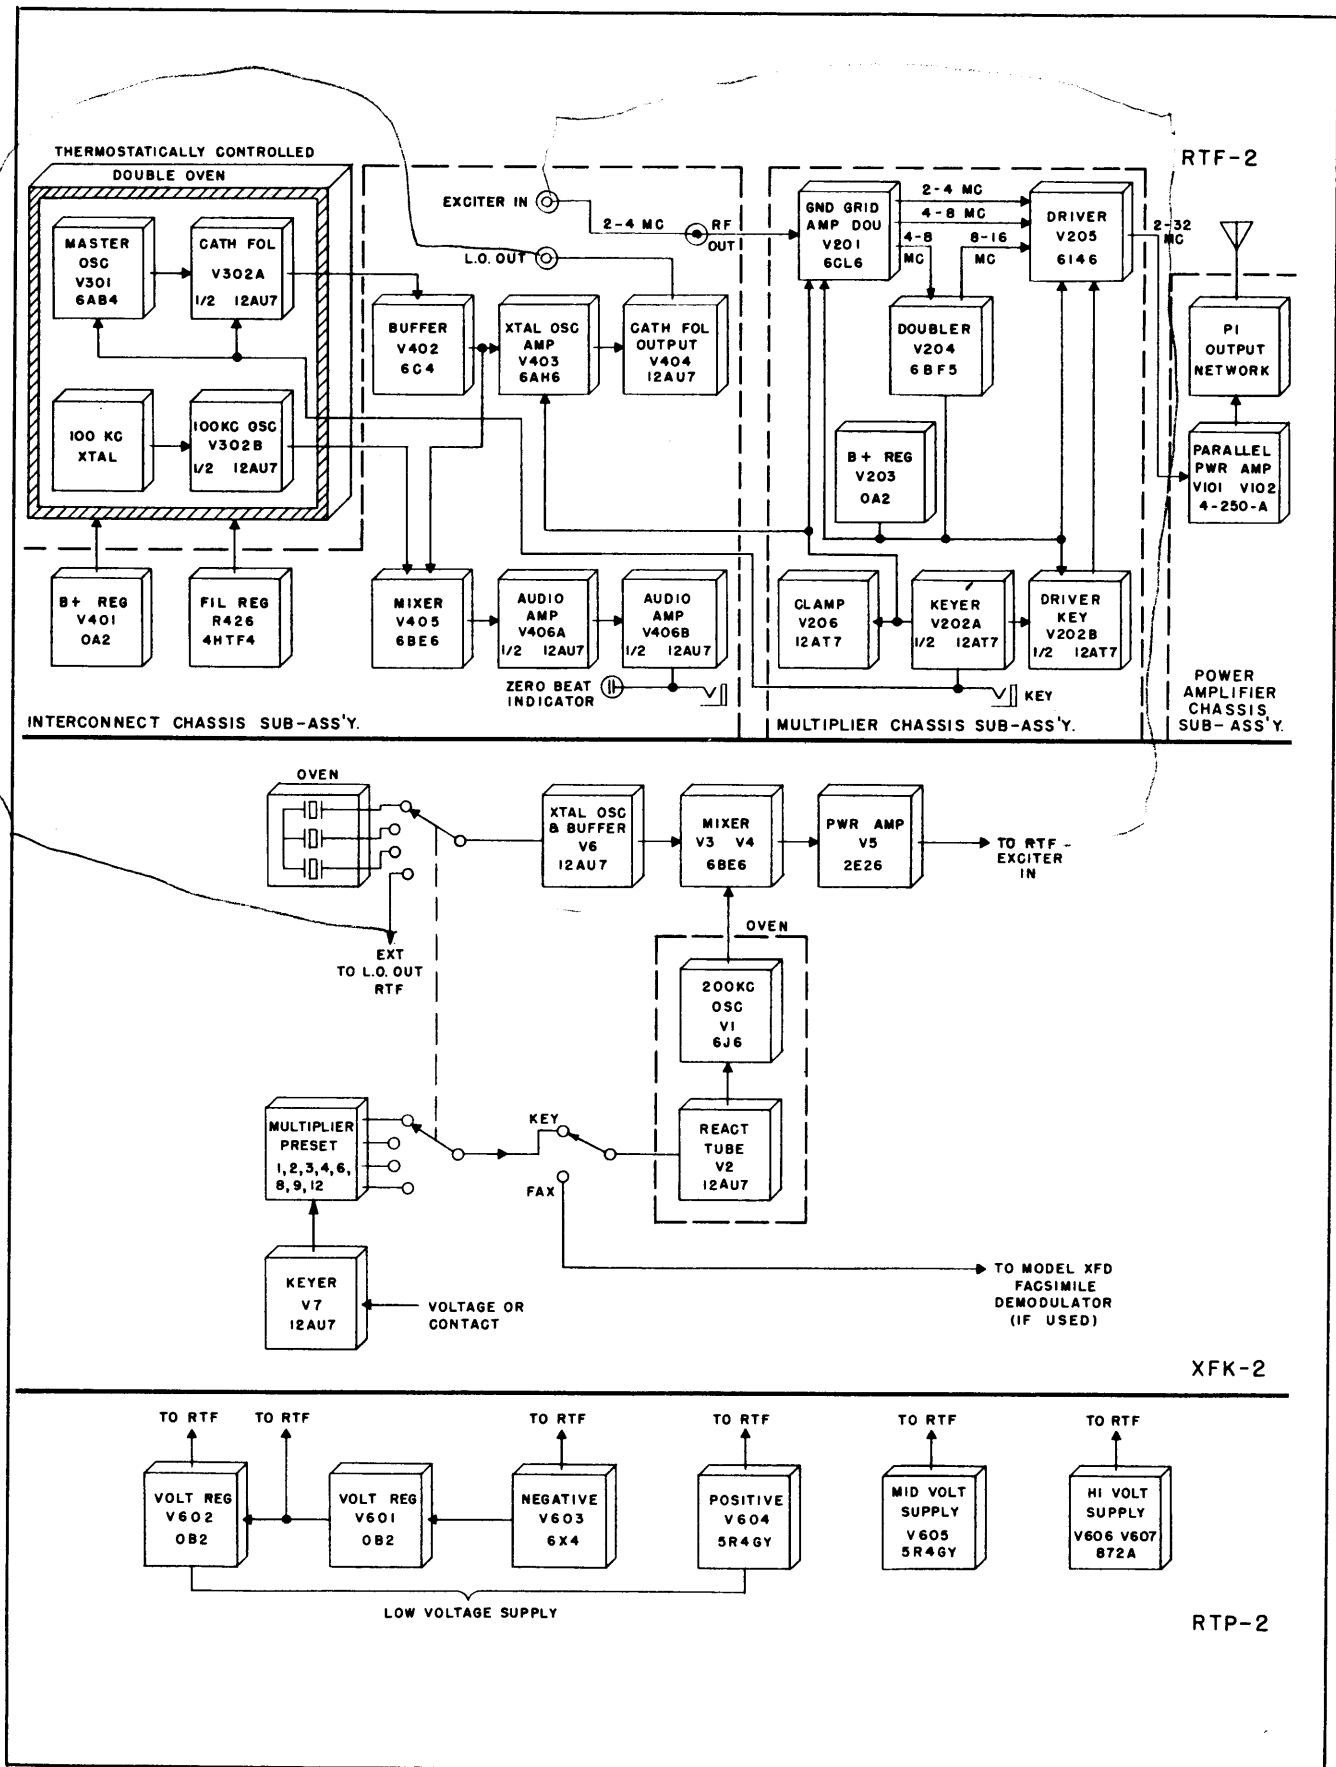 RTF-2
THERMOSTATICALLY CONTROLLED
DOUBLE OVEN
MASTER
OSC
V301
6AB4
CATH FOL
V302A
1/2 12AU7
100 KC
XTAL
100KC OSC
V302B
1/2 12AU7
B+ REG
V401
0A2
FIL REG
R426
4HTF4
EXCITER IN
2-4 MC
RF
OUT
L.O. OUT
BUFFER
V402
6C4
XTAL OSC
AMP
V403
6AH6
CATH FOL
OUTPUT
V404
12AU7
MIXER
V405
6BE6
AUDIO
AMP
V406A
1/2 12AU7
AUDIO
AMP
V406B
1/2 12AU7
ZERO BEAT
INDICATOR
INTERCONNECT CHASSIS SUB-ASS'Y.
GND GRID
AMP DOU
V201
6CL6
2-4 MC
4-8 MC
4-8
MC
8-16
MC
DRIVER
V205
6146
2-32
MC
DOUBLER
V204
6BF5
B+ REG
V203
0A2
CLAMP
V206
12AT7
KEYER
V202A
1/2 12AT7
DRIVER
KEY
V202B
1/2 12AT7
KEY
MULTIPLIER CHASSIS SUB-ASS'Y.
PI
OUTPUT
NETWORK
PARALLEL
PWR AMP
V101 V102
4-250-A
POWER
AMPLIFIER
CHASSIS
SUB-ASS'Y.
OVEN
XTAL OSC
& BUFFER
V6
12AU7
MIXER
V3 V4
6BE6
PWR AMP
V5
2E26
TO RTF -
EXCITER
IN
EXT
TO L.O. OUT
RTF
OVEN
200KC
OSC
V1
6J6
REACT
TUBE
V2
12AU7
MULTIPLIER
PRESET
1,2,3,4,6,
8,9,12
KEY
FAX
KEYER
V7
12AU7
VOLTAGE OR
CONTACT
TO MODEL XFD
FACSIMILE
DEMODULATOR
(IF USED)
XFK-2
TO RTF
TO RTF
TO RTF
TO RTF
TO RTF
TO RTF
VOLT REG
V602
0B2
VOLT REG
V601
0B2
NEGATIVE
V603
6X4
POSITIVE
V604
5R4GY
MID VOLT
SUPPLY
V605
5R4GY
HI VOLT
SUPPLY
V606 V607
872A
LOW VOLTAGE SUPPLY
RTP-2